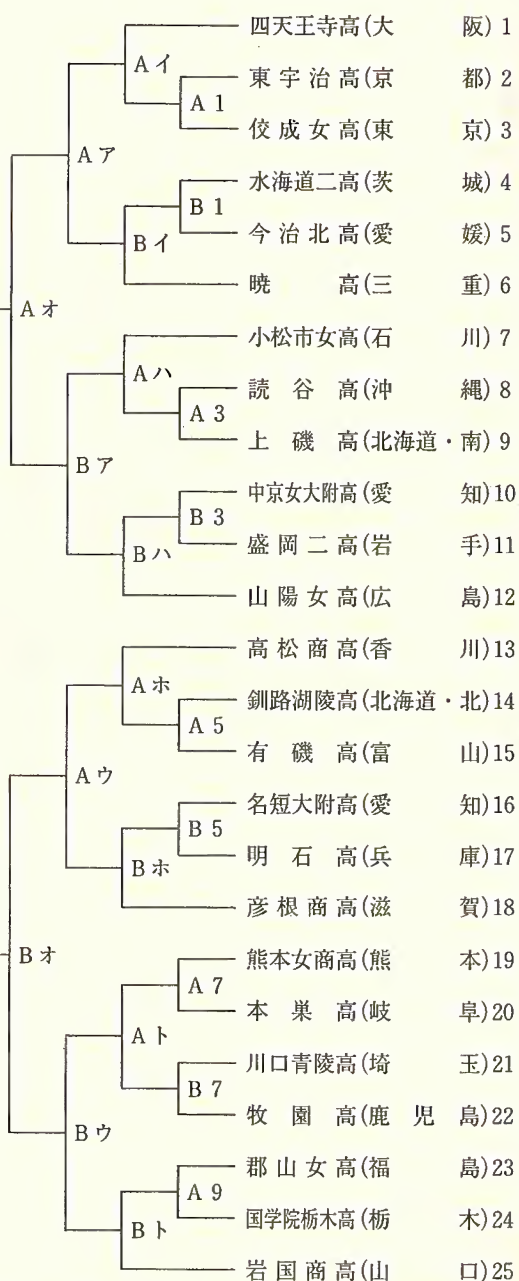 四天王寺高(大阪) 1
Aイ
東宇治高(京都) 2
A 1
佼成女高(東京) 3
Aア
水海道二高(茨城) 4
B 1
今治北高(愛媛) 5
Bイ
暁高(三重) 6
Aオ
小松市女高(石川) 7
Aハ
読谷高(沖縄) 8
A 3
上磯高(北海道・南) 9
Bア
中京女大附高(愛知)10
B 3
盛岡二高(岩手)11
Bハ
山陽女高(広島)12
高松商高(香川)13
Aホ
釧路湖陵高(北海道・北)14
A 5
有磯高(富山)15
Aウ
名短大附高(愛知)16
B 5
明石高(兵庫)17
Bホ
彦根商高(滋賀)18
Bオ
熊本女商高(熊本)19
A 7
本巣高(岐阜)20
Aト
川口青陵高(埼玉)21
B 7
牧園高(鹿児島)22
Bウ
郡山女高(福島)23
A 9
国学院栃木高(栃木)24
Bト
岩国商高(山口)25